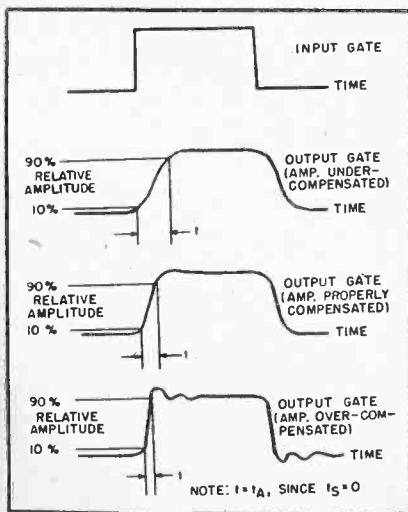 INPUT GATE
TIME
90%
RELATIVE
AMPLITUDE
10%
t
OUTPUT GATE
(AMP. UNDER-
COMPENSATED)
TIME
90%
RELATIVE
AMPLITUDE
10%
t
OUTPUT GATE
(AMP. PROPERLY
COMPENSATED)
TIME
90%
RELATIVE
AMPLITUDE
10%
t
OUTPUT GATE
(AMP. OVER-COM-
PENSATED)
TIME
NOTE: t = tA, SINCE tS = 0